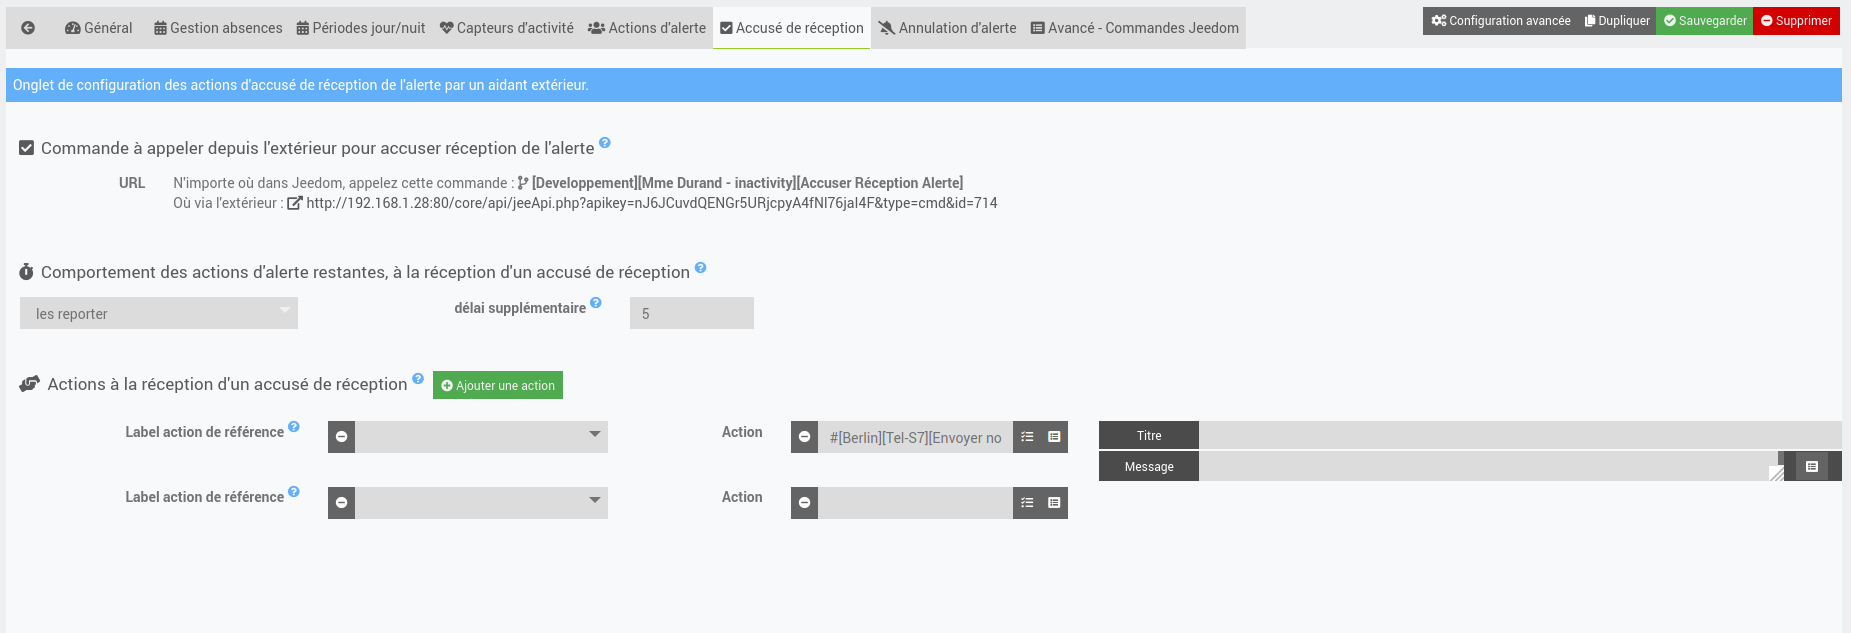 Général Gestion absences Périodes jour/nuit Capteurs d'activité Actions d'alerte Accusé de réception Annulation d'alerte Avancé - Commandes Jeedom Configuration avancée Dupliquer Sauvegarder Supprimer
Onglet de configuration des actions d'accusé de réception de l'alerte par un aidant extérieur.
Commande à appeler depuis l'extérieur pour accuser réception de l'alerte ?
URL N'importe où dans Jeedom, appelez cette commande : [Developpement][Mme Durand - inactivity][Accuser Réception Alerte]
Où via l'extérieur : http://192.168.1.28:80/core/api/jeeApi.php?apikey=nJ6JCuvdQENGr5URjcpyA4fNl76jal4F&type=cmd&id=714
Comportement des actions d'alerte restantes, à la réception d'un accusé de réception ?
les reporter délai supplémentaire ? 5
Actions à la réception d'un accusé de réception ? Ajouter une action
Label action de référence ? Action #[Berlin][Tel-S7][Envoyer no Titre
Message
Label action de référence ? Action